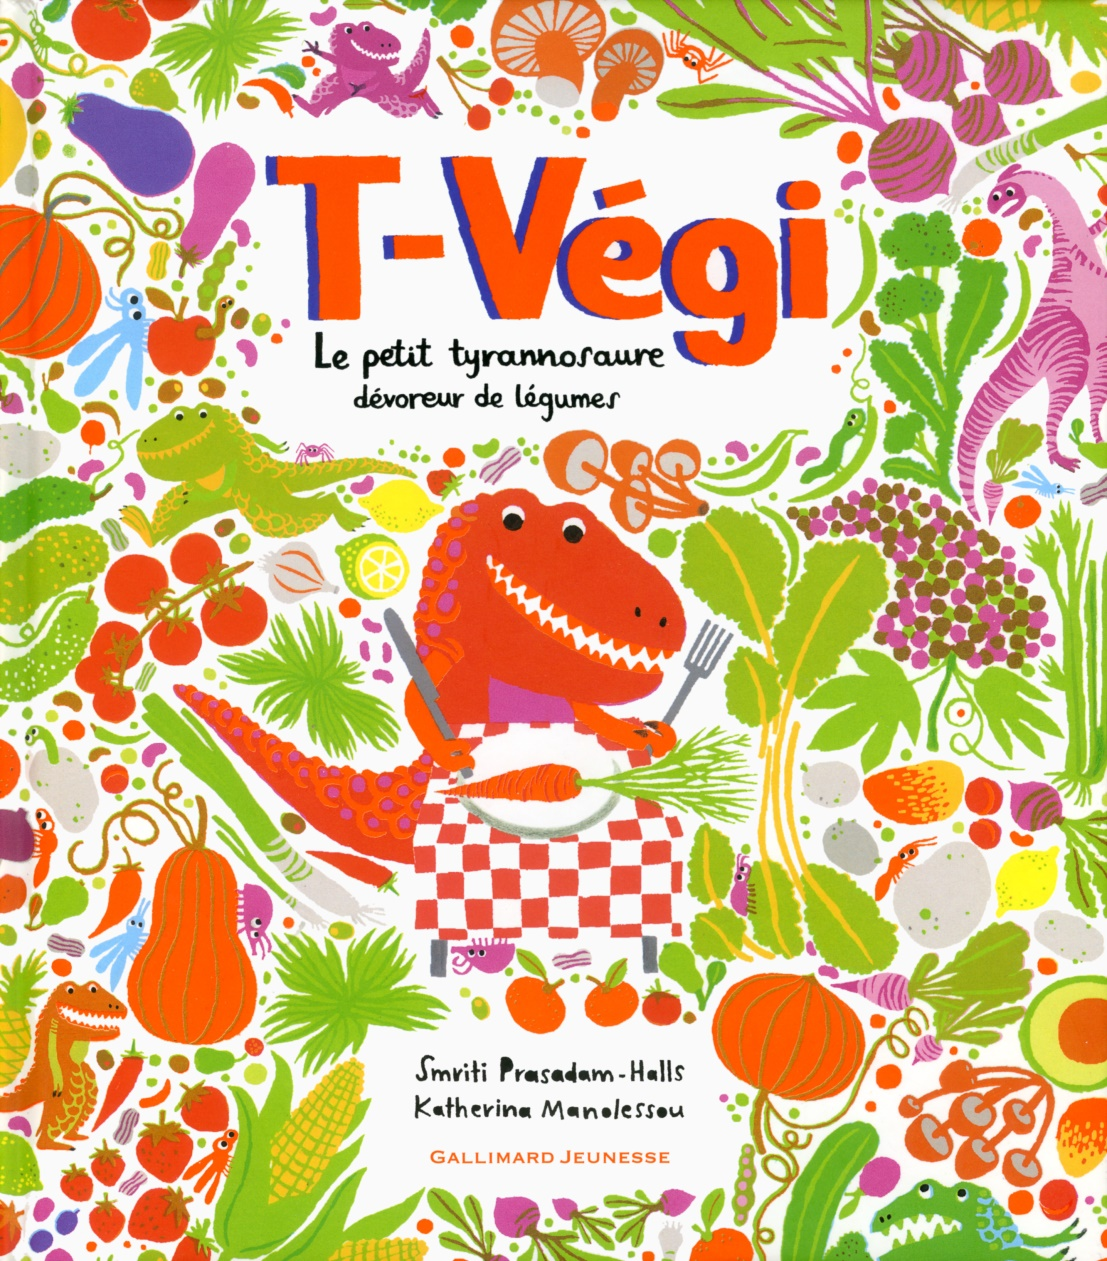 T-Végi
Le petit tyrannosaure
dévoreur de légumes
Smriti Prasadam-Halls
Katherina Manolessou
GALLIMARD JEUNESSE